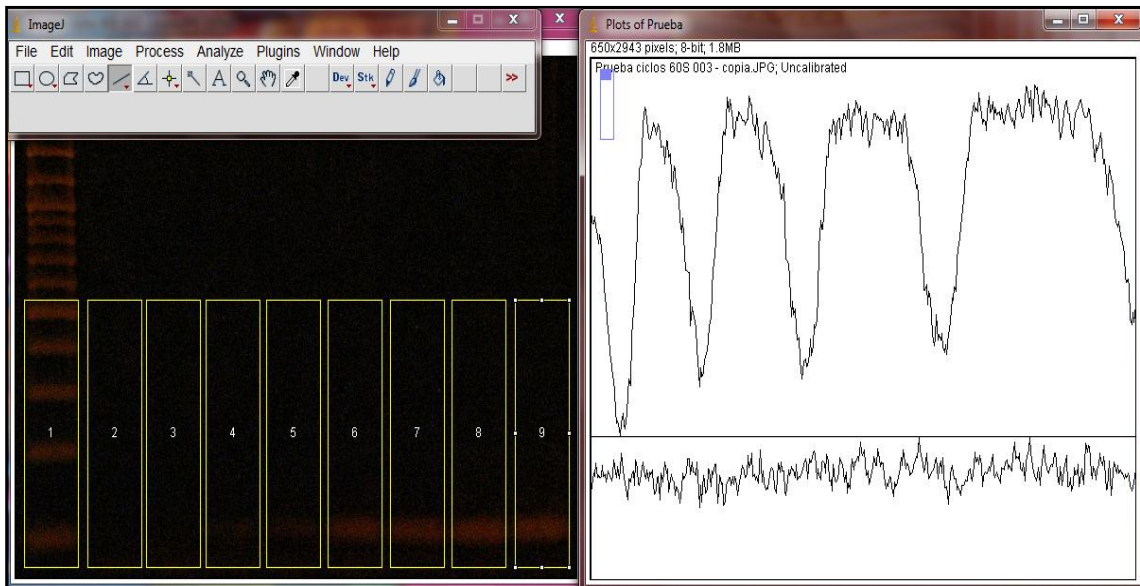 ImageJ
File Edit Image Process Analyze Plugins Window Help
A Dev Stk >>
1 2 3 4 5 6 7 8 9
Plots of Prueba
650x2943 pixels; 8-bit; 1.8MB
Prueba ciclos 60S 003 - copia.JPG; Uncalibrated